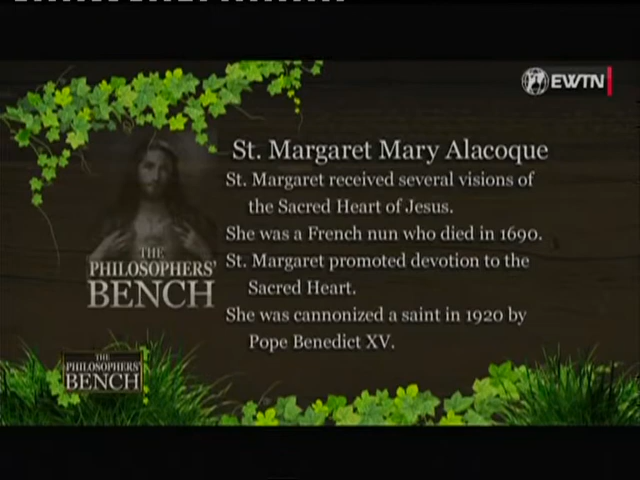 EWTN
St. Margaret Mary Alacoque
St. Margaret received several visions of
the Sacred Heart of Jesus.
She was a French nun who died in 1690.
St. Margaret promoted devotion to the
Sacred Heart.
She was cannonized a saint in 1920 by
Pope Benedict XV.
THE
PHILOSOPHERS'
BENCH
THE
PHILOSOPHERS'
BENCH